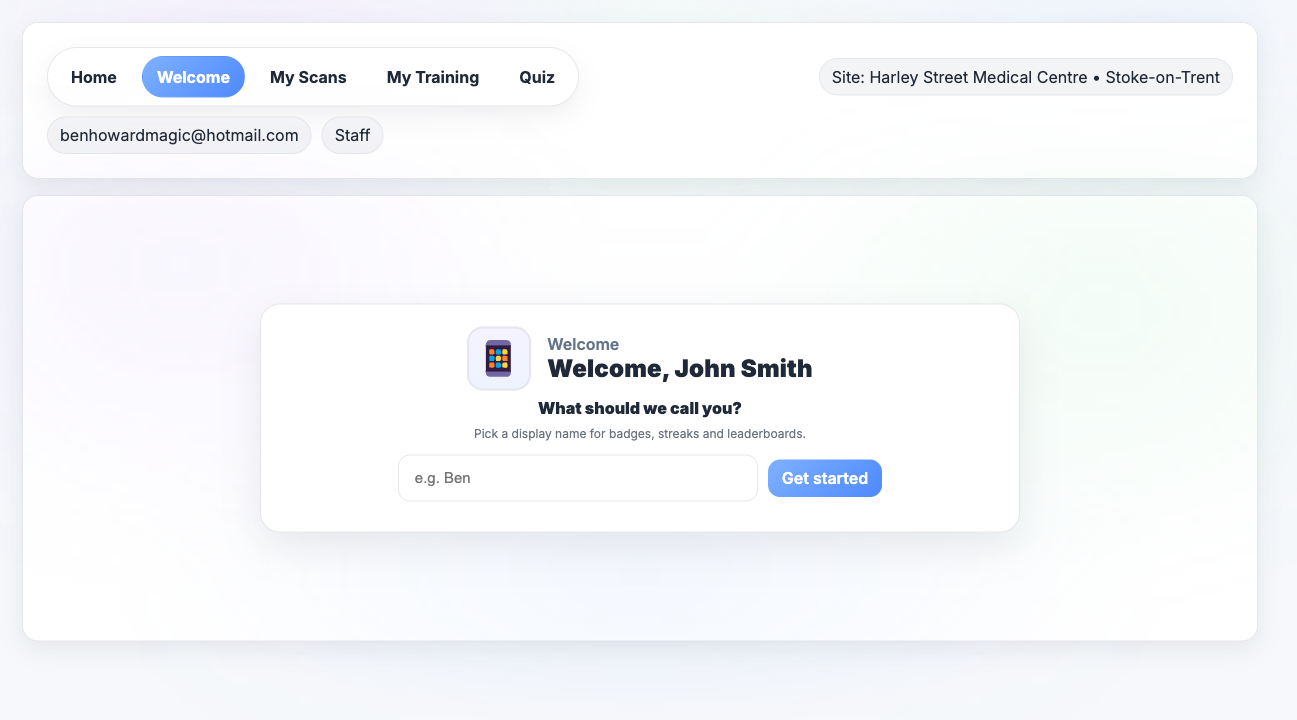 Home
Welcome
My Scans
My Training
Quiz
Site: Harley Street Medical Centre • Stoke-on-Trent
benhowardmagic@hotmail.com
Staff
Welcome
Welcome, John Smith
What should we call you?
Pick a display name for badges, streaks and leaderboards.
e.g. Ben
Get started